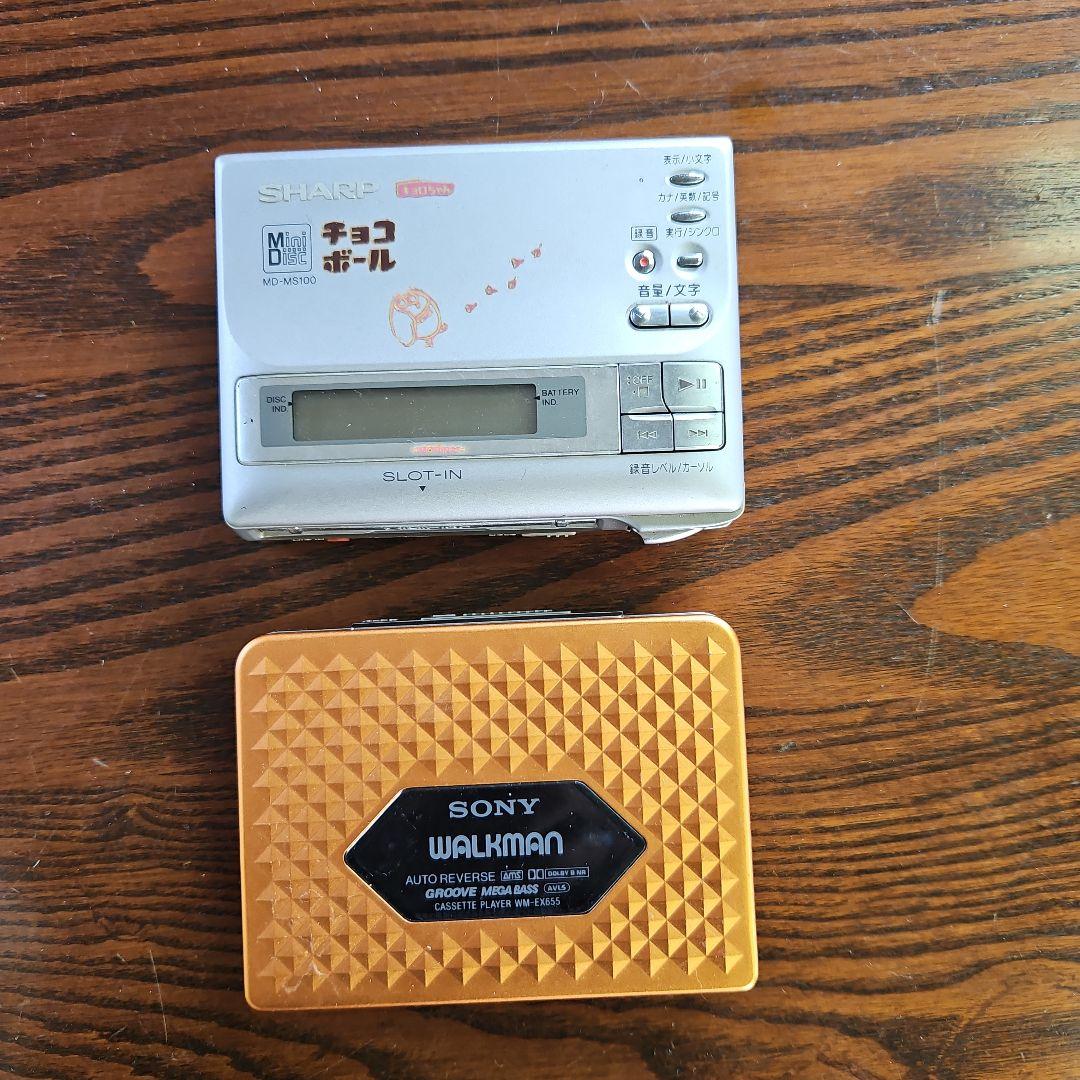 SHARP
キョロちゃん
Mini
Disc
チョコ
ボール
MD-MS100
表示/小文字
カナ/英数/記号
録音 実行/シンクロ
音量/文字
DISC
IND.
BATTERY
IND.
OFF
SLOT-IN
録音レベル/カーソル
SONY
WALKMAN
AUTO REVERSE AMS DOLBY B NR
GROOVE MEGA BASS AVLS
CASSETTE PLAYER WM-EX655